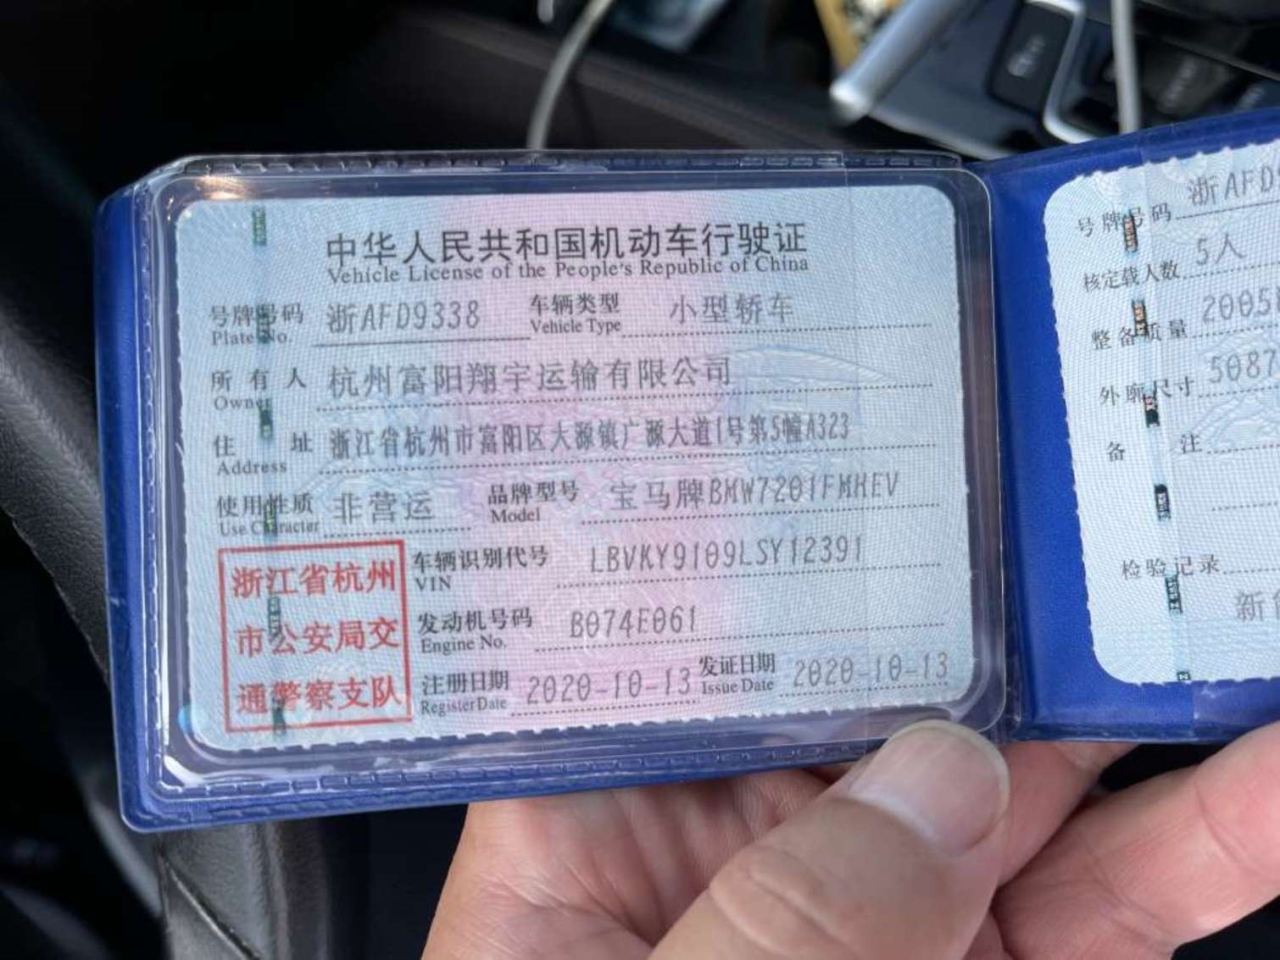 中华人民共和国机动车行驶证
Vehicle License of the People's Republic of China
号牌号码 浙AFD9338 车辆类型 小型轿车
Plate No. Vehicle Type
所有人 杭州富阳翔宇运输有限公司
Owner
住址 浙江省杭州市富阳区大源镇广源大道1号第5幢A323
Address
使用性质 非营运 品牌型号 宝马牌BMW7201FMHEV
Use Character Model
浙江省杭州
市公安局交
通警察支队
车辆识别代号 LBVKY9109LSY12391
VIN
发动机号码 B074E061
Engine No.
注册日期 2020-10-13 发证日期 2020-10-13
Register Date Issue Date
号牌号码 浙AFD9
核定载人数 5人
整备质量 2005
外廓尺寸 5087
备注
检验记录
新